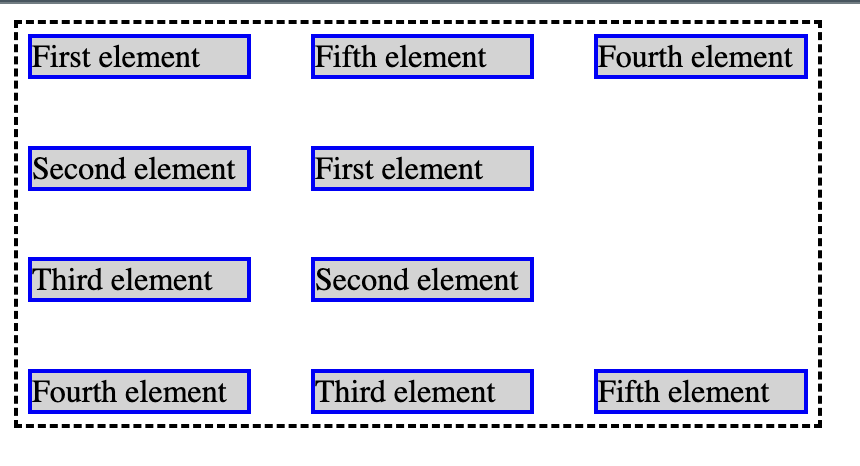 First element
Fifth element
Fourth element
Second element
First element
Third element
Second element
Fourth element
Third element
Fifth element